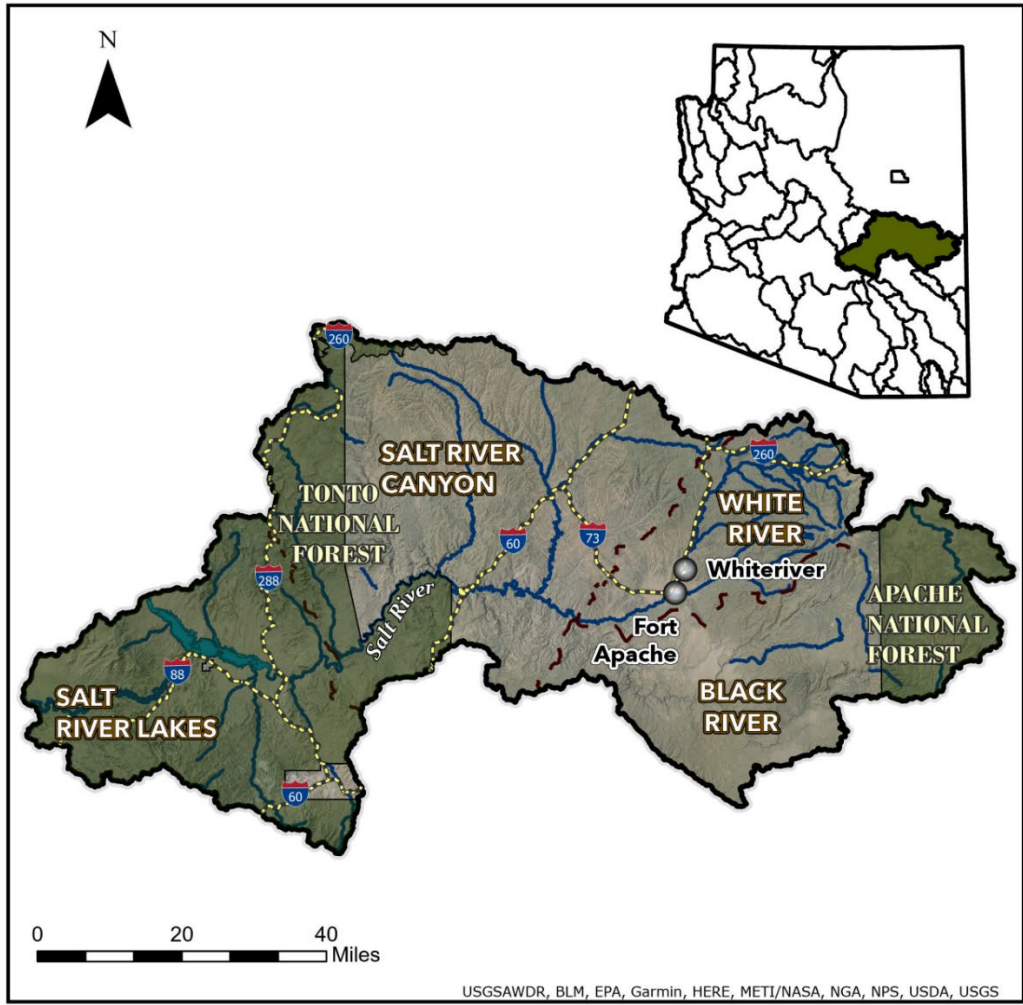 N
260
SALT RIVER
CANYON
260
TONTO
NATIONAL
FOREST
WHITE
RIVER
60
73
288
Whiteriver
Salt River
APACHE
NATIONAL
FOREST
Fort
Apache
88
SALT
RIVER LAKES
BLACK
RIVER
60
0
20
40
Miles
USGSAWDR, BLM, EPA, Garmin, HERE, METI/NASA, NGA, NPS, USDA, USGS